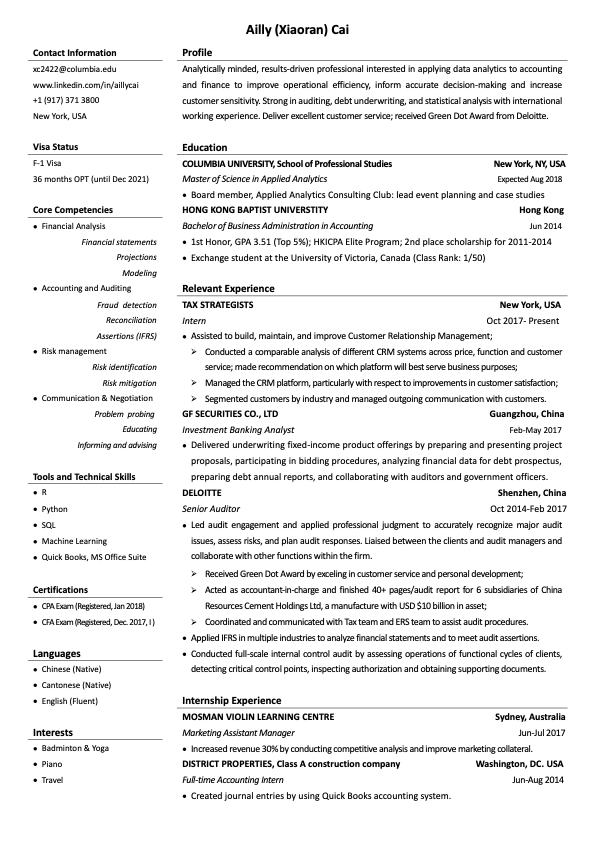 Ailly (Xiaoran) Cai
Contact Information
xc2422@columbia.edu
www.linkedin.com/in/aillycai
+1 (917) 371 3800
New York, USA
Visa Status
F-1 Visa
36 months OPT (until Dec 2021)
Core Competencies
• Financial Analysis
Financial statements
Projections
Modeling
• Accounting and Auditing
Fraud detection
Reconciliation
Assertions (IFRS)
• Risk management
Risk identification
Risk mitigation
• Communication & Negotiation
Problem probing
Educating
Informing and advising
Tools and Technical Skills
• R
• Python
• SQL
• Machine Learning
• Quick Books, MS Office Suite
Certifications
• CPA Exam (Registered, Jan 2018)
• CFA Exam (Registered, Dec. 2017, I )
Languages
• Chinese (Native)
• Cantonese (Native)
• English (Fluent)
Interests
• Badminton & Yoga
• Piano
• Travel
Profile
Analytically minded, results-driven professional interested in applying data analytics to accounting
and finance to improve operational efficiency, inform accurate decision-making and increase
customer sensitivity. Strong in auditing, debt underwriting, and statistical analysis with international
working experience. Deliver excellent customer service; received Green Dot Award from Deloitte.
Education
COLUMBIA UNIVERSITY, School of Professional Studies New York, NY, USA
Master of Science in Applied Analytics Expected Aug 2018
• Board member, Applied Analytics Consulting Club: lead event planning and case studies
HONG KONG BAPTIST UNIVERSTITY Hong Kong
Bachelor of Business Administration in Accounting Jun 2014
• 1st Honor, GPA 3.51 (Top 5%); HKICPA Elite Program; 2nd place scholarship for 2011-2014
• Exchange student at the University of Victoria, Canada (Class Rank: 1/50)
Relevant Experience
TAX STRATEGISTS New York, USA
Intern Oct 2017- Present
• Assisted to build, maintain, and improve Customer Relationship Management;
➢ Conducted a comparable analysis of different CRM systems across price, function and customer
service; made recommendation on which platform will best serve business purposes;
➢ Managed the CRM platform, particularly with respect to improvements in customer satisfaction;
➢ Segmented customers by industry and managed outgoing communication with customers.
GF SECURITIES CO., LTD Guangzhou, China
Investment Banking Analyst Feb-May 2017
• Delivered underwriting fixed-income product offerings by preparing and presenting project
proposals, participating in bidding procedures, analyzing financial data for debt prospectus,
preparing debt annual reports, and collaborating with auditors and government officers.
DELOITTE Shenzhen, China
Senior Auditor Oct 2014-Feb 2017
• Led audit engagement and applied professional judgment to accurately recognize major audit
issues, assess risks, and plan audit responses. Liaised between the clients and audit managers and
collaborate with other functions within the firm.
➢ Received Green Dot Award by exceling in customer service and personal development;
➢ Acted as accountant-in-charge and finished 40+ pages/audit report for 6 subsidiaries of China
Resources Cement Holdings Ltd, a manufacture with USD $10 billion in asset;
➢ Coordinated and communicated with Tax team and ERS team to assist audit procedures.
• Applied IFRS in multiple industries to analyze financial statements and to meet audit assertions.
• Conducted full-scale internal control audit by assessing operations of functional cycles of clients,
detecting critical control points, inspecting authorization and obtaining supporting documents.
Internship Experience
MOSMAN VIOLIN LEARNING CENTRE Sydney, Australia
Marketing Assistant Manager Jun-Jul 2017
• Increased revenue 30% by conducting competitive analysis and improve marketing collateral.
DISTRICT PROPERTIES, Class A construction company Washington, DC. USA
Full-time Accounting Intern Jun-Aug 2014
• Created journal entries by using Quick Books accounting system.